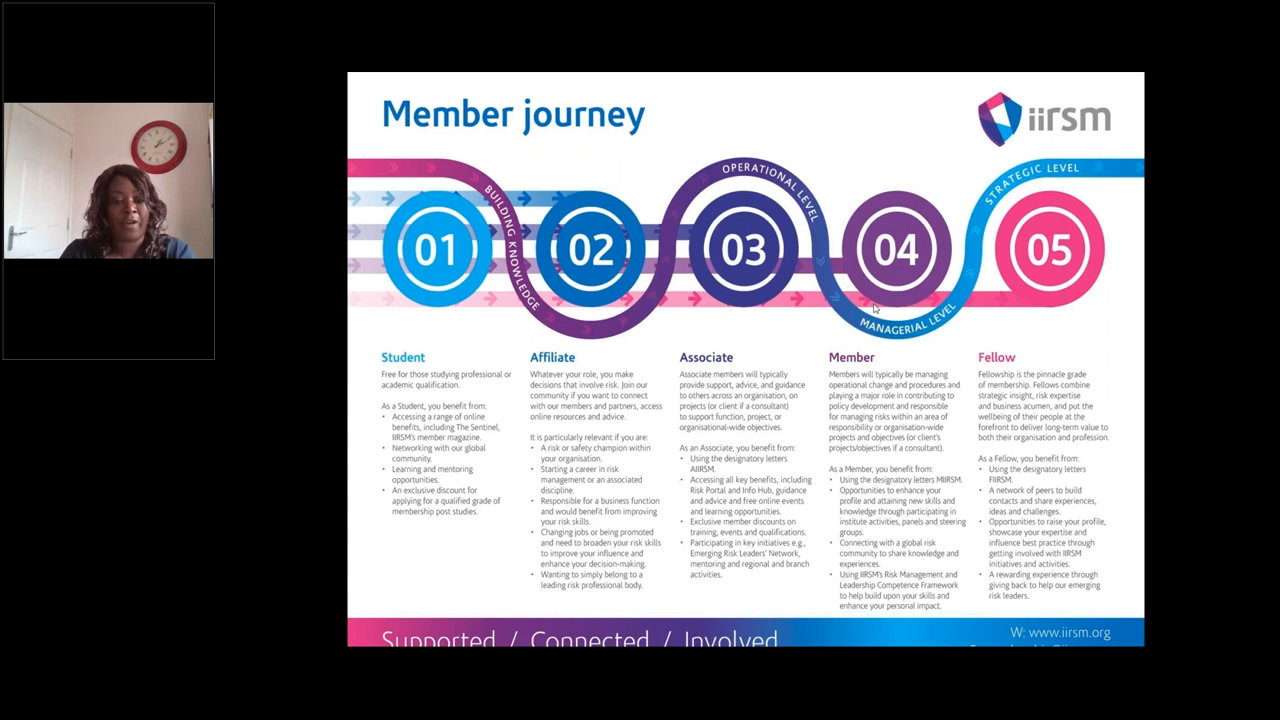 Member journey
iirsm
BUILDING KNOWLEDGE
OPERATIONAL LEVEL
MANAGERIAL LEVEL
STRATEGIC LEVEL
01
02
03
04
05
Student
Free for those studying professional or
academic qualification.
As a Student, you benefit from:
• Accessing a range of online
benefits, including The Sentinel,
IIRSM's member magazine.
• Networking with our global
community.
• Learning and mentoring
opportunities.
• An exclusive discount for
applying for a qualified grade of
membership post studies.
Affiliate
Whatever your role, you make
decisions that involve risk. Join our
community if you want to connect
with our members and partners, access
online resources and advice.
It is particularly relevant if you are:
• A risk or safety champion within
your organisation.
• Starting a career in risk
management or an associated
discipline.
• Responsible for a business function
and would benefit from improving
your risk skills.
• Changing jobs or being promoted
and need to broaden your risk skills
to improve your influence and
enhance your decision-making.
• Wanting to simply belong to a
leading risk professional body.
Associate
Associate members will typically
provide support, advice, and guidance
to others across an organisation, on
projects (or client if a consultant)
to support function, project, or
organisational-wide objectives.
As an Associate, you benefit from:
• Using the designatory letters
AIIRSM.
• Accessing all key benefits, including
Risk Portal and Info Hub, guidance
and advice and free online events
and learning opportunities.
• Exclusive member discounts on
training, events and qualifications.
• Participating in key initiatives e.g.,
Emerging Risk Leaders' Network,
mentoring and regional and branch
activities.
Member
Members will typically be managing
operational change and procedures and
playing a major role in contributing to
policy development and responsible
for managing risks within an area of
responsibility or organisation-wide
projects and objectives (or client's
projects/objectives if a consultant).
As a Member, you benefit from:
• Using the designatory letters MIIRSM.
• Opportunities to enhance your
profile and attaining new skills and
knowledge through participating in
institute activities, panels and steering
groups.
• Connecting with a global risk
community to share knowledge and
experiences.
• Using IIRSM's Risk Management and
Leadership Competence Framework
to help build upon your skills and
enhance your personal impact.
Fellow
Fellowship is the pinnacle grade
of membership. Fellows combine
strategic insight, risk expertise
and business acumen, and put the
wellbeing of their people at the
forefront to deliver long-term value to
both their organisation and profession.
As a Fellow, you benefit from:
• Using the designatory letters
FIIRSM.
• A network of peers to build
contacts and share experiences,
ideas and challenges.
• Opportunities to raise your profile,
showcase your expertise and
influence best practice through
getting involved with IIRSM
initiatives and activities.
• A rewarding experience through
giving back to help our emerging
risk leaders.
Supported / Connected / Involved
W: www.iirsm.org